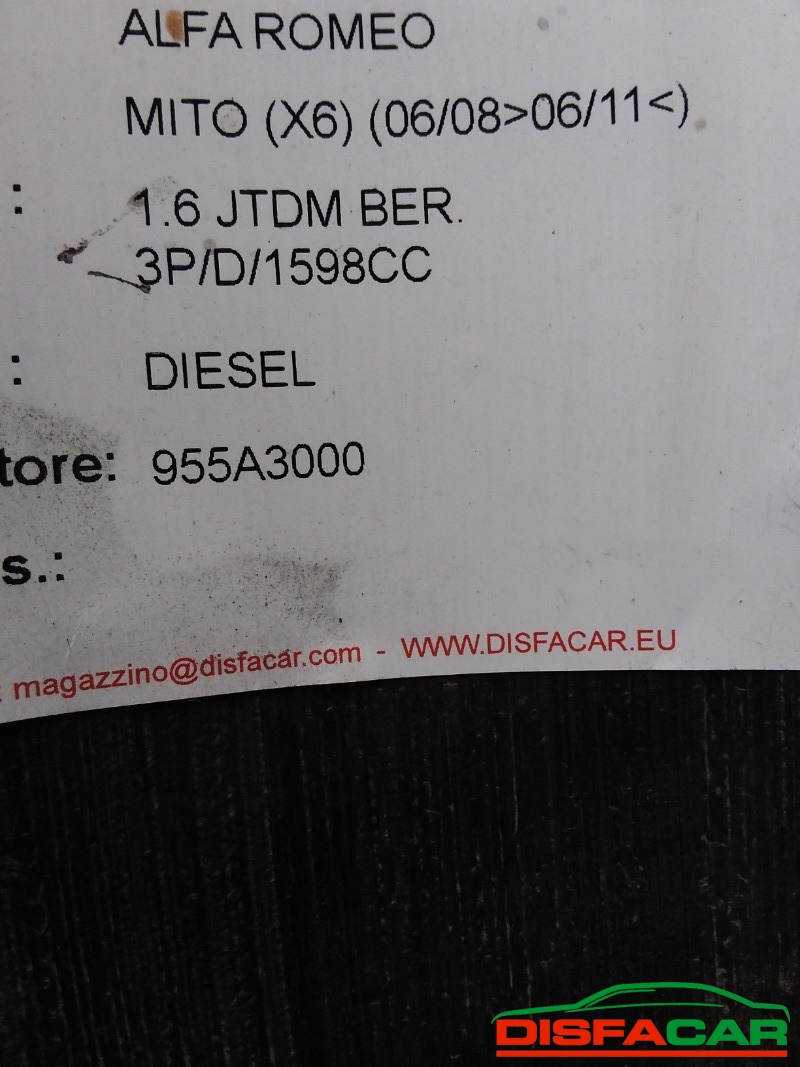 ALFA ROMEO
MITO (X6) (06/08>06/11<)
: 1.6 JTDM BER.
3P/D/1598CC
: DIESEL
tore: 955A3000
s.:
magazzino@disfacar.com - WWW.DISFACAR.EU
DISFACAR